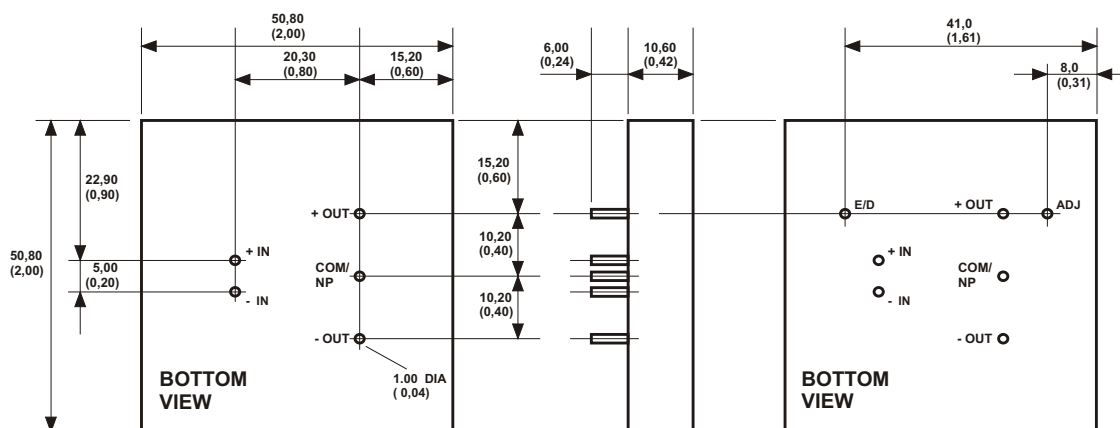 50,80
(2,00)
20,30
(0,80)
15,20
(0,60)
22,90
(0,90)
50,80
(2,00)
5,00
(0,20)
+ OUT
+ IN
COM/
NP
- IN
- OUT
1.00 DIA
( 0,04)
BOTTOM
VIEW
6,00
(0,24)
10,60
(0,42)
15,20
(0,60)
10,20
(0,40)
10,20
(0,40)
41,0
(1,61)
8,0
(0,31)
E/D
+ OUT
ADJ
+ IN
COM/
NP
- IN
- OUT
BOTTOM
VIEW